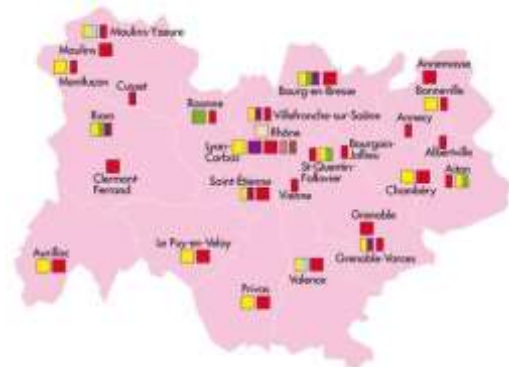 Moulins-Yzeure
Moulins
Montluçon
Cusset
Riom
Clermont-
Ferrand
Aurillac
Roanne
Bourg-en-Bresse
Villefranche-sur-Saône
Rhône
Lyon-
Corbas
Saint-Étienne
Vienne
St-Quentin-
Fallavier
Bourgoin-
Jallieu
Annemasse
Bonneville
Annecy
Albertville
Aiton
Chambéry
Grenoble
Grenoble-Varces
Le Puy-en-Velay
Valence
Privas